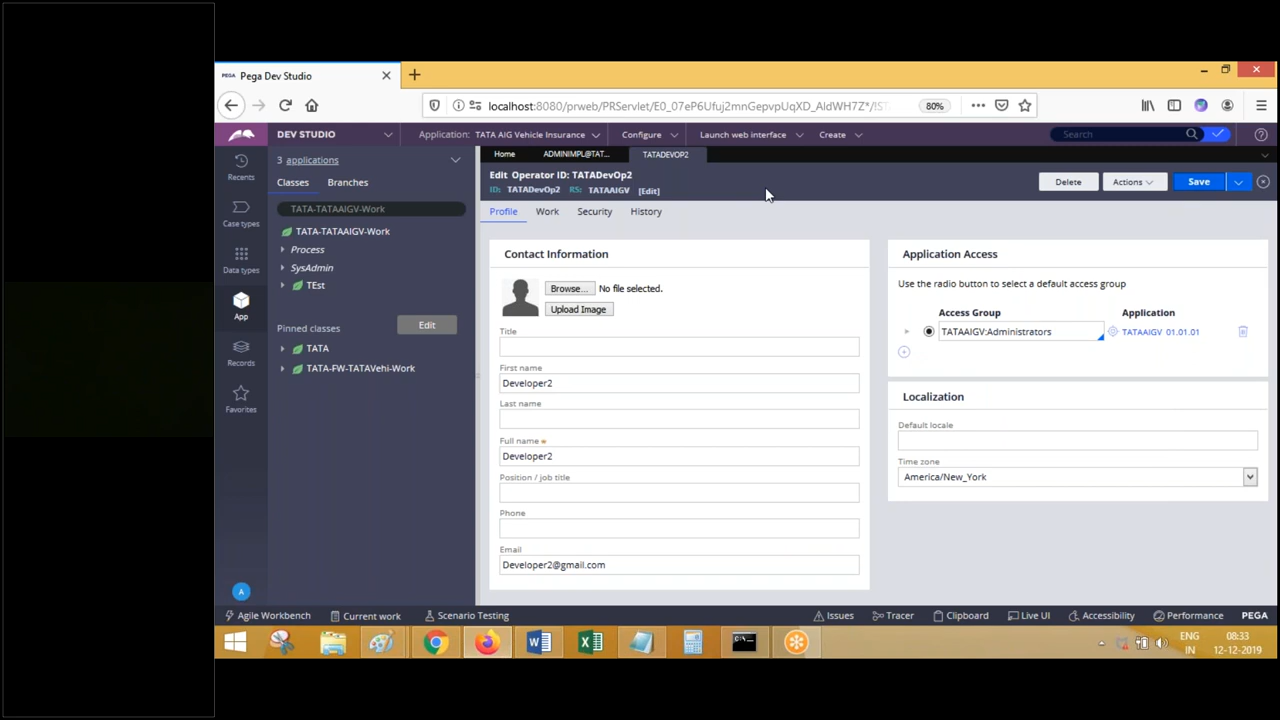 PEGA Pega Dev Studio
localhost:8080/prweb/PRServlet/E0_07eP6Ufuj2mnGepvpUqXD_AldWH7Z*/!ST
80%
DEV STUDIO
Application: TATA AIG Vehicle Insurance
Configure
Launch web interface
Create
Search
Recents
Case types
Data types
App
Records
Favorites
A
3 applications
Classes
Branches
TATA-TATAAIGV-Work
TATA-TATAAIGV-Work
Process
SysAdmin
TEst
Pinned classes
Edit
TATA
TATA-FW-TATAVehi-Work
Home
ADMINIMPL@TAT...
TATADEVOP2
Edit Operator ID: TATADevOp2
ID: TATADevOp2 RS: TATAAIGV [Edit]
Delete
Actions
Save
Profile
Work
Security
History
Contact Information
Browse... No file selected.
Upload Image
Title
First name
Developer2
Last name
Full name
Developer2
Position / job title
Phone
Email
Developer2@gmail.com
Application Access
Use the radio button to select a default access group
Access Group
Application
TATAAIGV:Administrators
TATAAIGV 01.01.01
Localization
Default locale
Time zone
America/New_York
Agile Workbench
Current work
Scenario Testing
Issues
Tracer
Clipboard
Live UI
Accessibility
Performance
PEGA
ENG
IN
08:33
12-12-2019